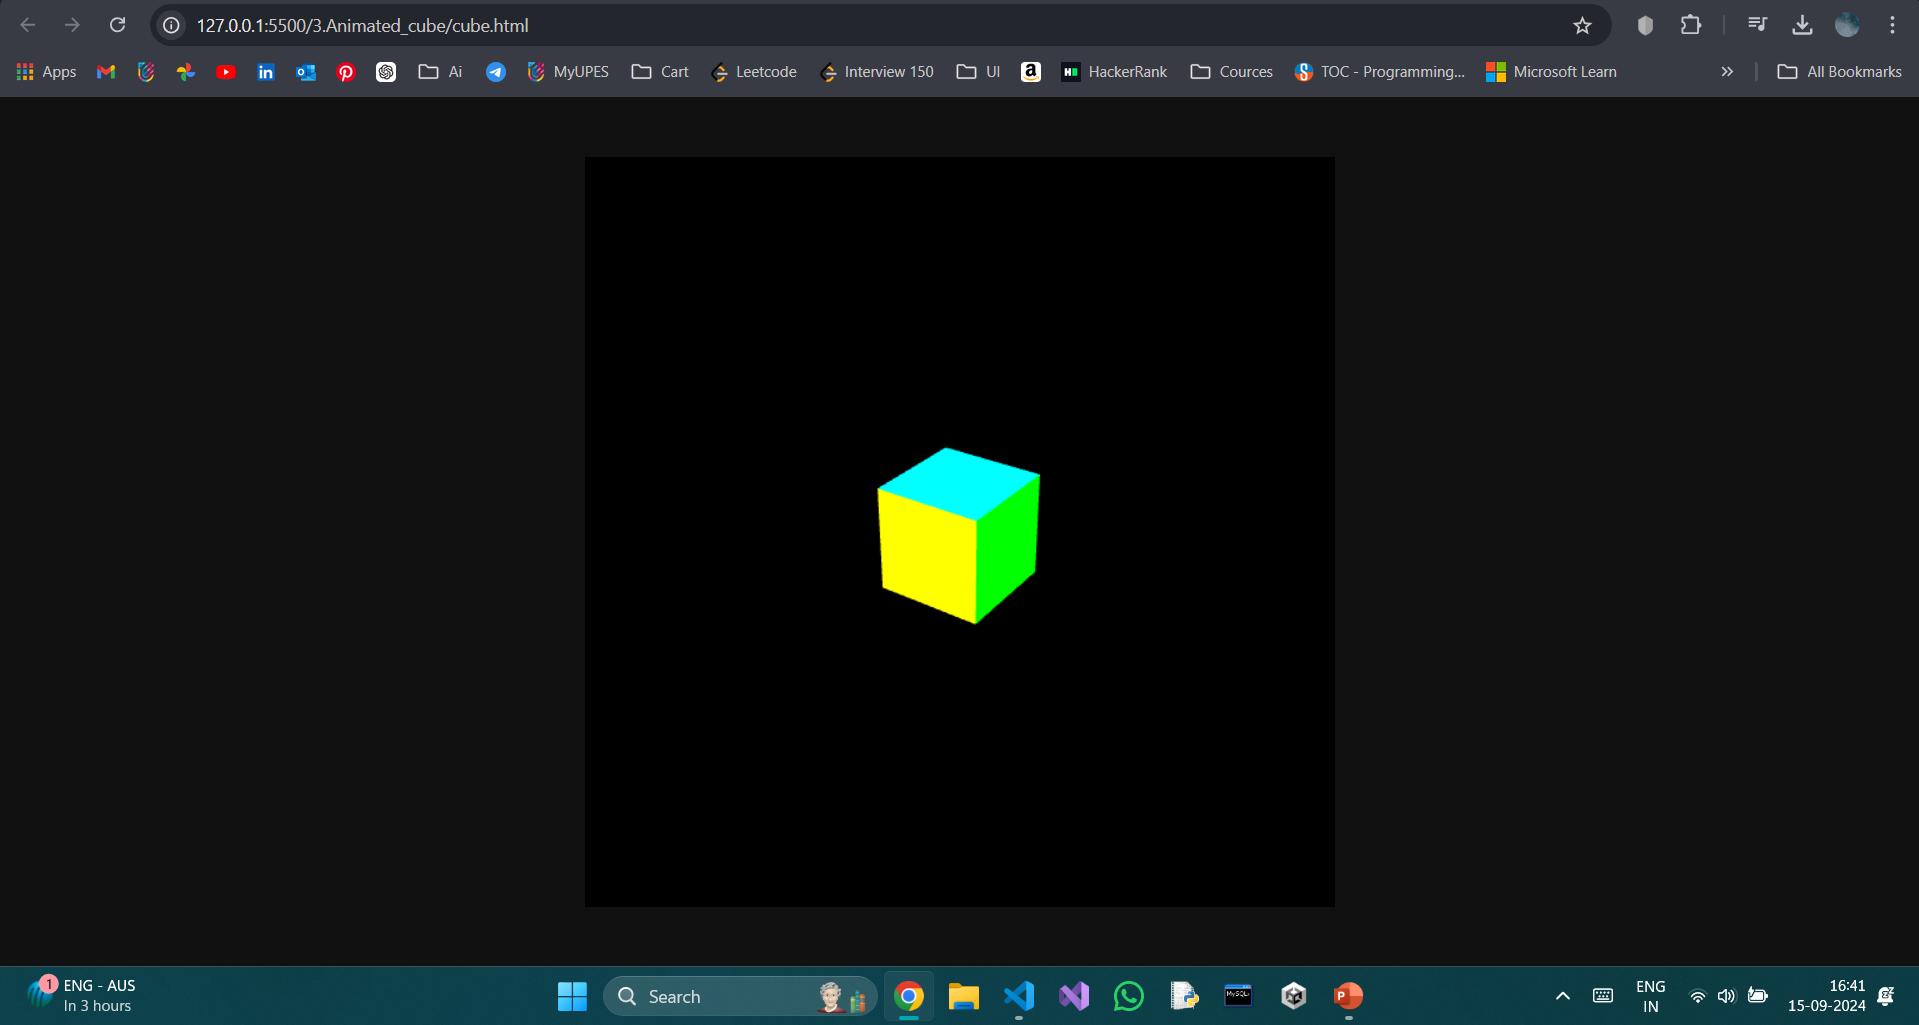 127.0.0.1:5500/3.Animated_cube/cube.html
Apps Ai MyUPES Cart Leetcode Interview 150 UI a HackerRank Cources TOC - Programming... Microsoft Learn » All Bookmarks
1 ENG - AUS
In 3 hours
Search
MySQL
P
ENG
IN
16:41
15-09-2024